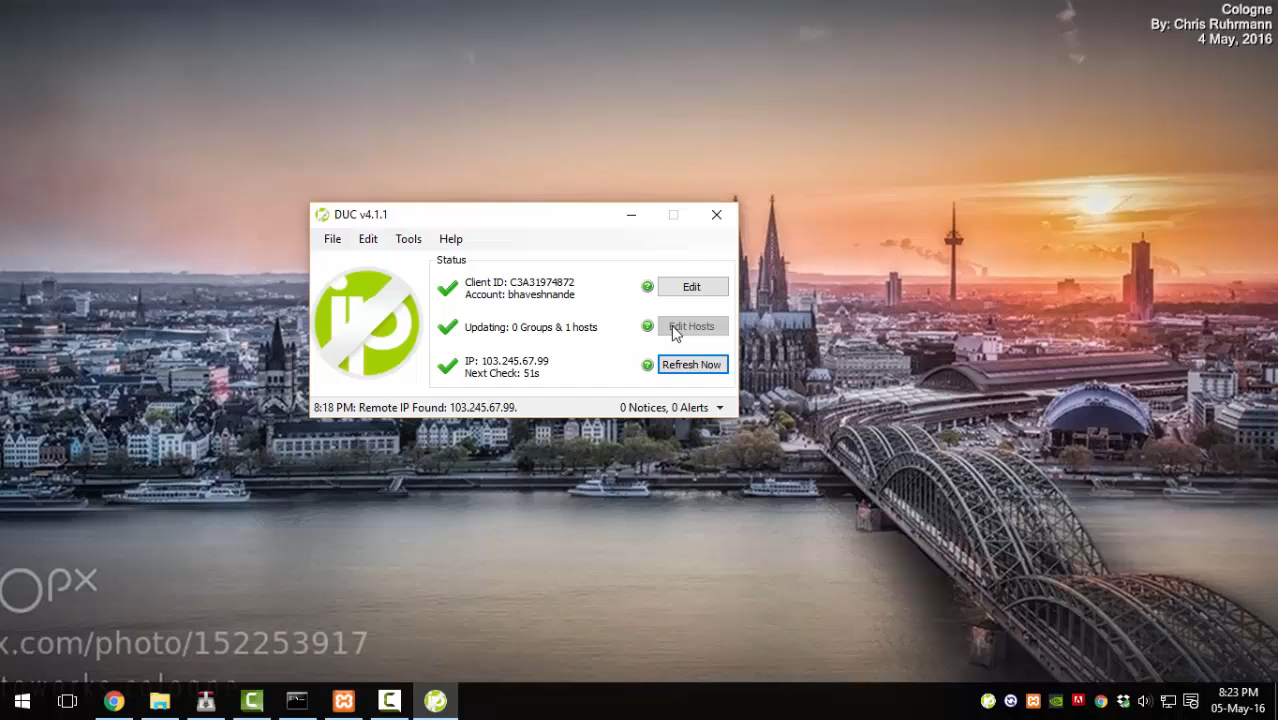 Cologne
By: Chris Ruhrmann
4 May, 2016
DUC v4.1.1
File Edit Tools Help
Status
Client ID: C3A31974872
Account: bhaveshnande
Edit
Updating: 0 Groups & 1 hosts
Edit Hosts
IP: 103.245.67.99
Next Check: 51s
Refresh Now
8:18 PM: Remote IP Found: 103.245.67.99.
0 Notices, 0 Alerts
px
x.com/photo/152253917
8:23 PM
05-May-16